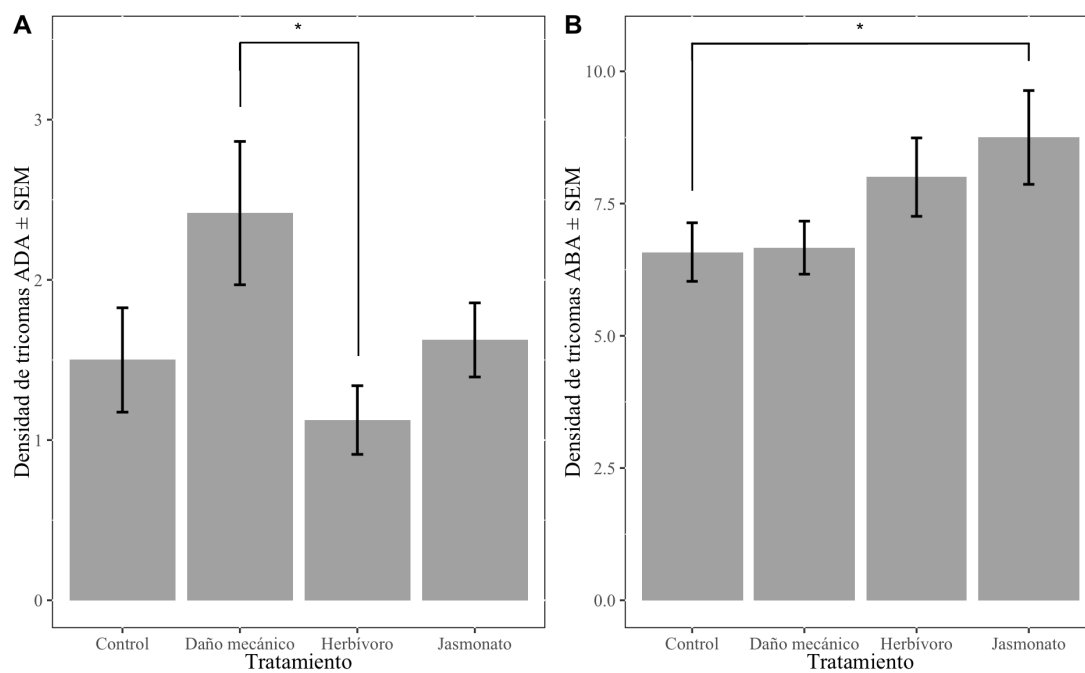 A
*
Densidad de tricomas ADA ± SEM
3
2
1
0
Control
Daño mecánico
Herbívoro
Jasmonato
Tratamiento
B
*
Densidad de tricomas ABA ± SEM
10.0
7.5
5.0
2.5
0.0
Control
Daño mecánico
Herbívoro
Jasmonato
Tratamiento